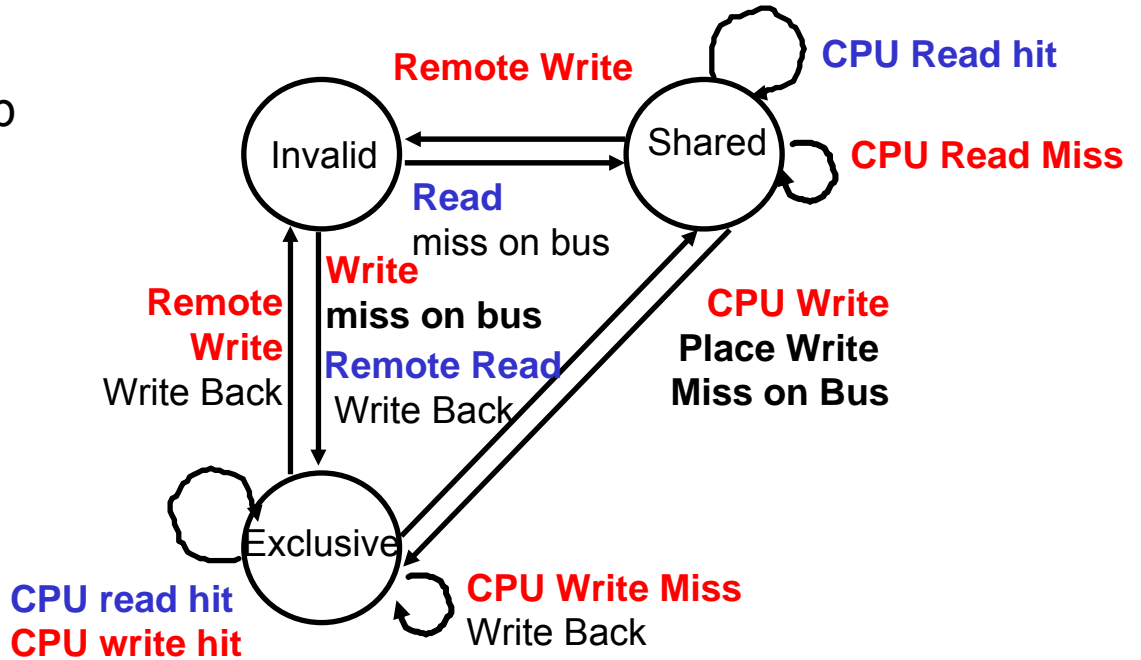 Remote Write
CPU Read hit
Invalid
Shared
CPU Read Miss
Read
miss on bus
Remote
Write
Write Back
Write
miss on bus
Remote Read
Write Back
CPU Write
Place Write
Miss on Bus
Exclusive
CPU read hit
CPU write hit
CPU Write Miss
Write Back